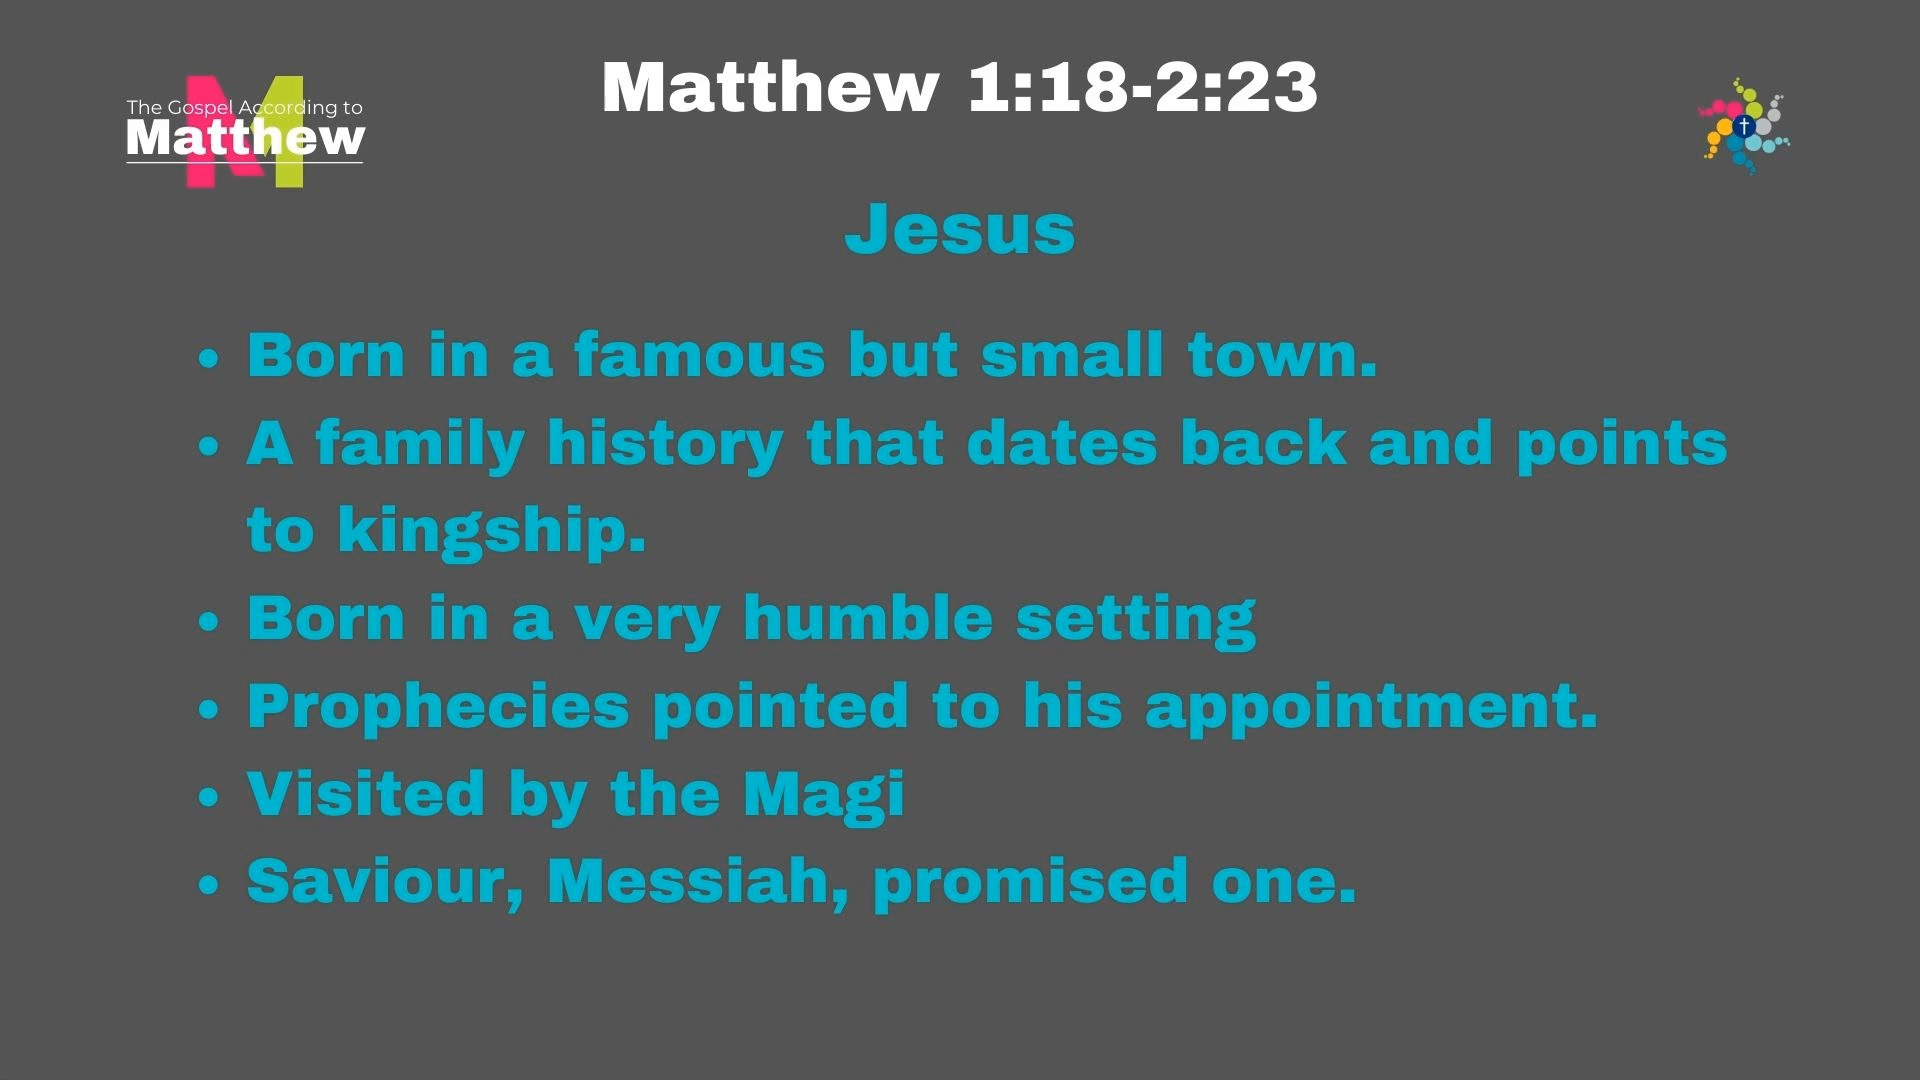 The Gospel According to
Matthew
Matthew 1:18-2:23
Jesus
• Born in a famous but small town.
• A family history that dates back and points
to kingship.
• Born in a very humble setting
• Prophecies pointed to his appointment.
• Visited by the Magi
• Saviour, Messiah, promised one.